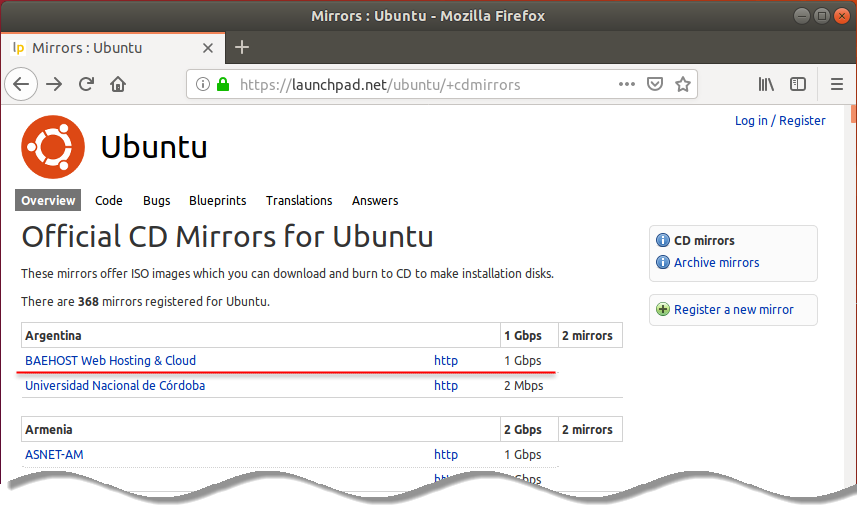 Mirrors : Ubuntu - Mozilla Firefox
lp Mirrors : Ubuntu
https://launchpad.net/ubuntu/+cdmirrors
Log in / Register
Ubuntu
Overview Code Bugs Blueprints Translations Answers
Official CD Mirrors for Ubuntu
These mirrors offer ISO images which you can download and burn to CD to make installation disks.
There are 368 mirrors registered for Ubuntu.
Argentina 1 Gbps 2 mirrors
BAEHOST Web Hosting & Cloud http 1 Gbps
Universidad Nacional de Córdoba http 2 Mbps
Armenia 2 Gbps 2 mirrors
ASNET-AM http 1 Gbps
CD mirrors
Archive mirrors
Register a new mirror